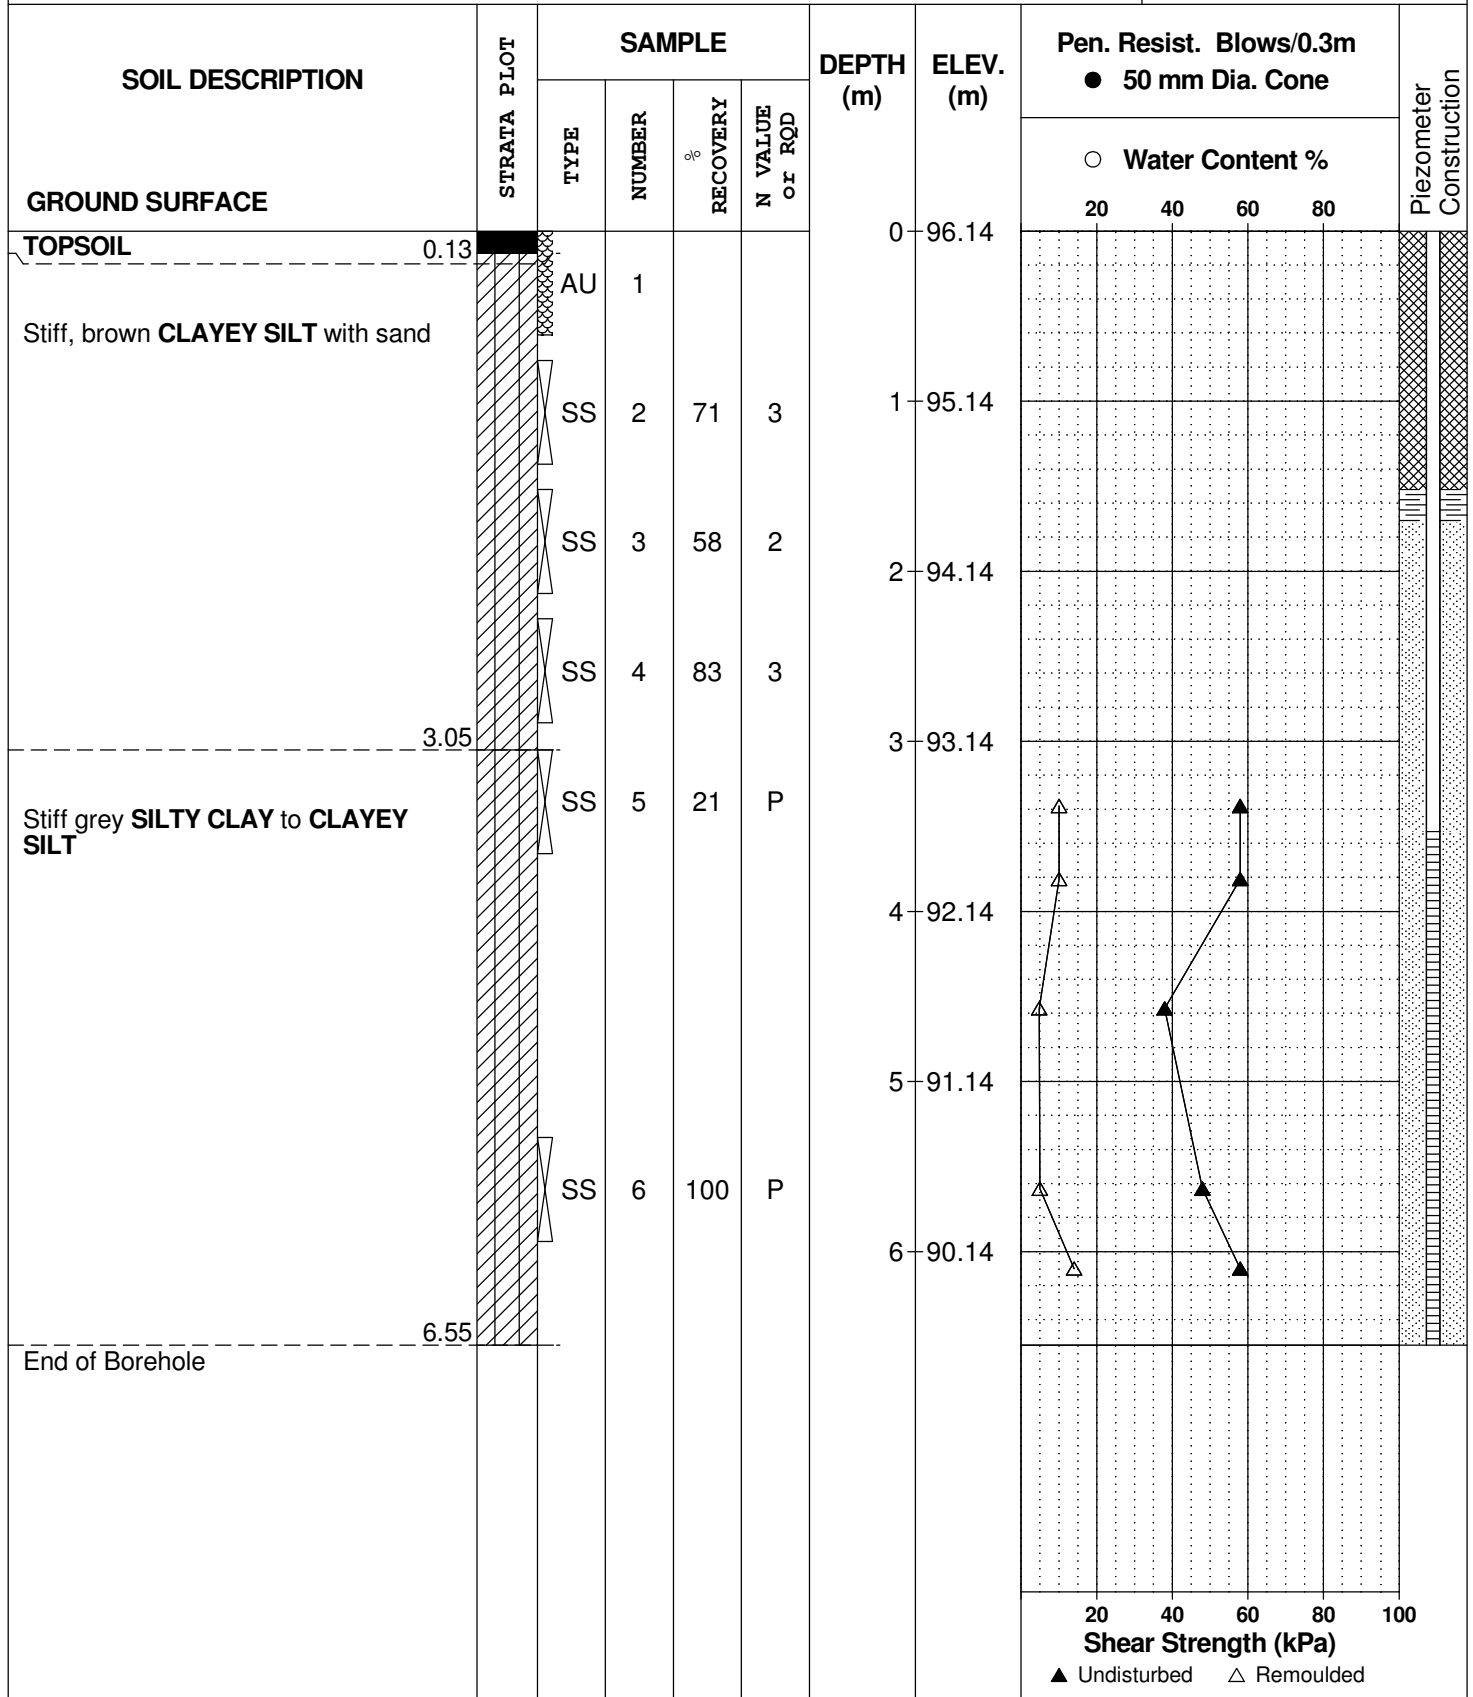 SOIL DESCRIPTION
GROUND SURFACE
STRATA PLOT
SAMPLE
TYPE
NUMBER
%
RECOVERY
N VALUE
or RQD
DEPTH
(m)
ELEV.
(m)
Pen. Resist. Blows/0.3m
● 50 mm Dia. Cone
○ Water Content %
20 40 60 80
Piezometer
Construction
TOPSOIL 0.13
0 96.14
AU 1
Stiff, brown CLAYEY SILT with sand
SS 2 71 3
1 95.14
SS 3 58 2
2 94.14
SS 4 83 3
3.05
3 93.14
SS 5 21 P
Stiff grey SILTY CLAY to CLAYEY
SILT
4 92.14
5 91.14
SS 6 100 P
6 90.14
6.55
End of Borehole
20 40 60 80 100
Shear Strength (kPa)
▲ Undisturbed △ Remoulded